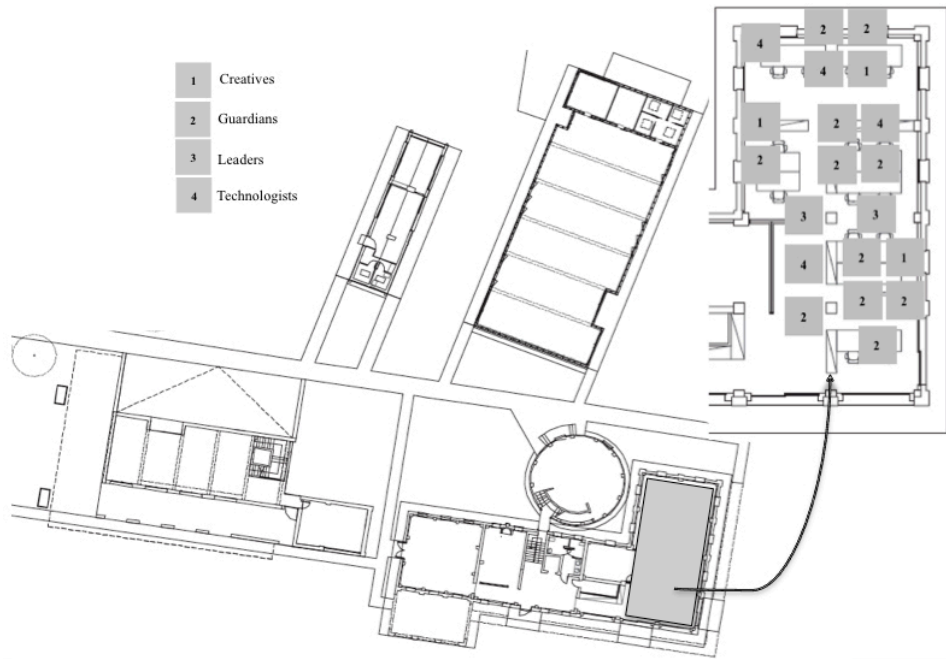 2 2
4
4 1
1 Creatives
1 2 4
2 Guardians
3 Leaders
2 2 2
4 Technologists
3 3
4 2 1
2 2 2
2